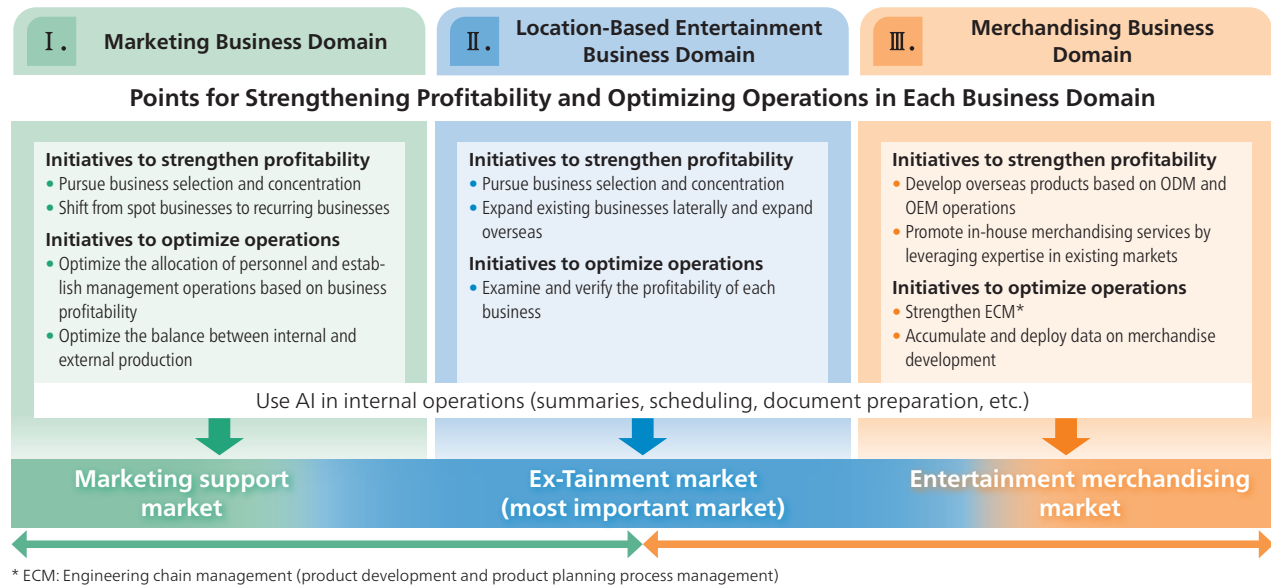 Ⅰ. Marketing Business Domain
Ⅱ. Location-Based Entertainment
Business Domain
Ⅲ. Merchandising Business
Domain
Points for Strengthening Profitability and Optimizing Operations in Each Business Domain
Initiatives to strengthen profitability
• Pursue business selection and concentration
• Shift from spot businesses to recurring businesses
Initiatives to optimize operations
• Optimize the allocation of personnel and estab-
lish management operations based on business
profitability
• Optimize the balance between internal and
external production
Initiatives to strengthen profitability
• Pursue business selection and concentration
• Expand existing businesses laterally and expand
overseas
Initiatives to optimize operations
• Examine and verify the profitability of each
business
Initiatives to strengthen profitability
• Develop overseas products based on ODM and
OEM operations
• Promote in-house merchandising services by
leveraging expertise in existing markets
Initiatives to optimize operations
• Strengthen ECM*
• Accumulate and deploy data on merchandise
development
Use AI in internal operations (summaries, scheduling, document preparation, etc.)
Marketing support
market
Ex-Tainment market
(most important market)
Entertainment merchandising
market
* ECM: Engineering chain management (product development and product planning process management)